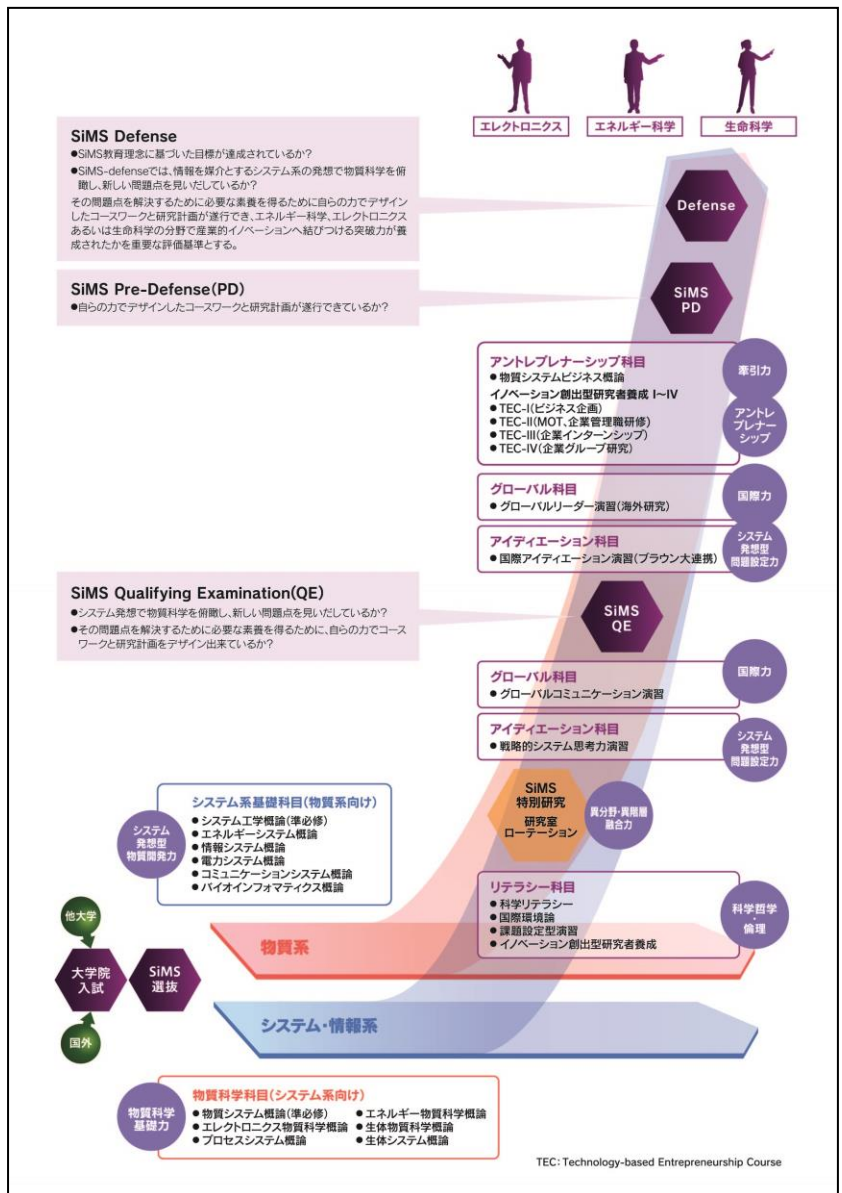 エレクトロニクス
エネルギー科学
生命科学
SiMS Defense
●SiMS教育理念に基づいた目標が達成されているか？
●SiMS-defenseでは、情報を媒介とするシステム系の発想で物質科学を俯
瞰し、新しい問題点を見いだしているか？
その問題点を解決するために必要な素養を得るために自らの力でデザイン
したコースワークと研究計画が遂行でき、エネルギー科学、エレクトロニクス
あるいは生命科学の分野で産業的イノベーションへ結びつける突破力が養
成されたかを重要な評価基準とする。
Defense
SiMS Pre-Defense(PD)
●自らの力でデザインしたコースワークと研究計画が遂行できているか？
SiMS
PD
アントレプレナーシップ科目
● 物質システムビジネス概論
イノベーション創出型研究者養成 I～IV
● TEC-I(ビジネス企画)
● TEC-II(MOT、企業管理職研修)
● TEC-III(企業インターンシップ)
● TEC-IV(企業グループ研究)
牽引力
アントレ
プレナー
シップ
グローバル科目
● グローバルリーダー演習(海外研究)
国際力
アイディエーション科目
● 国際アイディエーション演習(ブラウン大連携)
システム
発想型
問題設定力
SiMS Qualifying Examination(QE)
●システム発想で物質科学を俯瞰し、新しい問題点を見いだしているか？
●その問題点を解決するために必要な素養を得るために、自らの力でコース
ワークと研究計画をデザイン出来ているか？
SiMS
QE
グローバル科目
● グローバルコミュニケーション演習
国際力
アイディエーション科目
● 戦略的システム思考力演習
システム
発想型
問題設定力
SiMS
特別研究
研究室
ローテーション
異分野・異階層
融合力
システム系基礎科目(物質系向け)
● システム工学概論(準必修)
● エネルギーシステム概論
● 情報システム概論
● 電力システム概論
● コミュニケーションシステム概論
● バイオインフォマティクス概論
システム
発想型
物質開発力
リテラシー科目
● 科学リテラシー
● 国際環境論
● 課題設定型演習
● イノベーション創出型研究者養成
科学哲学
・
倫理
他大学
大学院
入試
SiMS
選抜
国外
物質系
システム・情報系
物質科学
基礎力
物質科学科目(システム系向け)
● 物質システム概論(準必修)
● エレクトロニクス物質科学概論
● プロセスシステム概論
● エネルギー物質科学概論
● 生体物質科学概論
● 生体システム概論
TEC: Technology-based Entrepreneurship Course